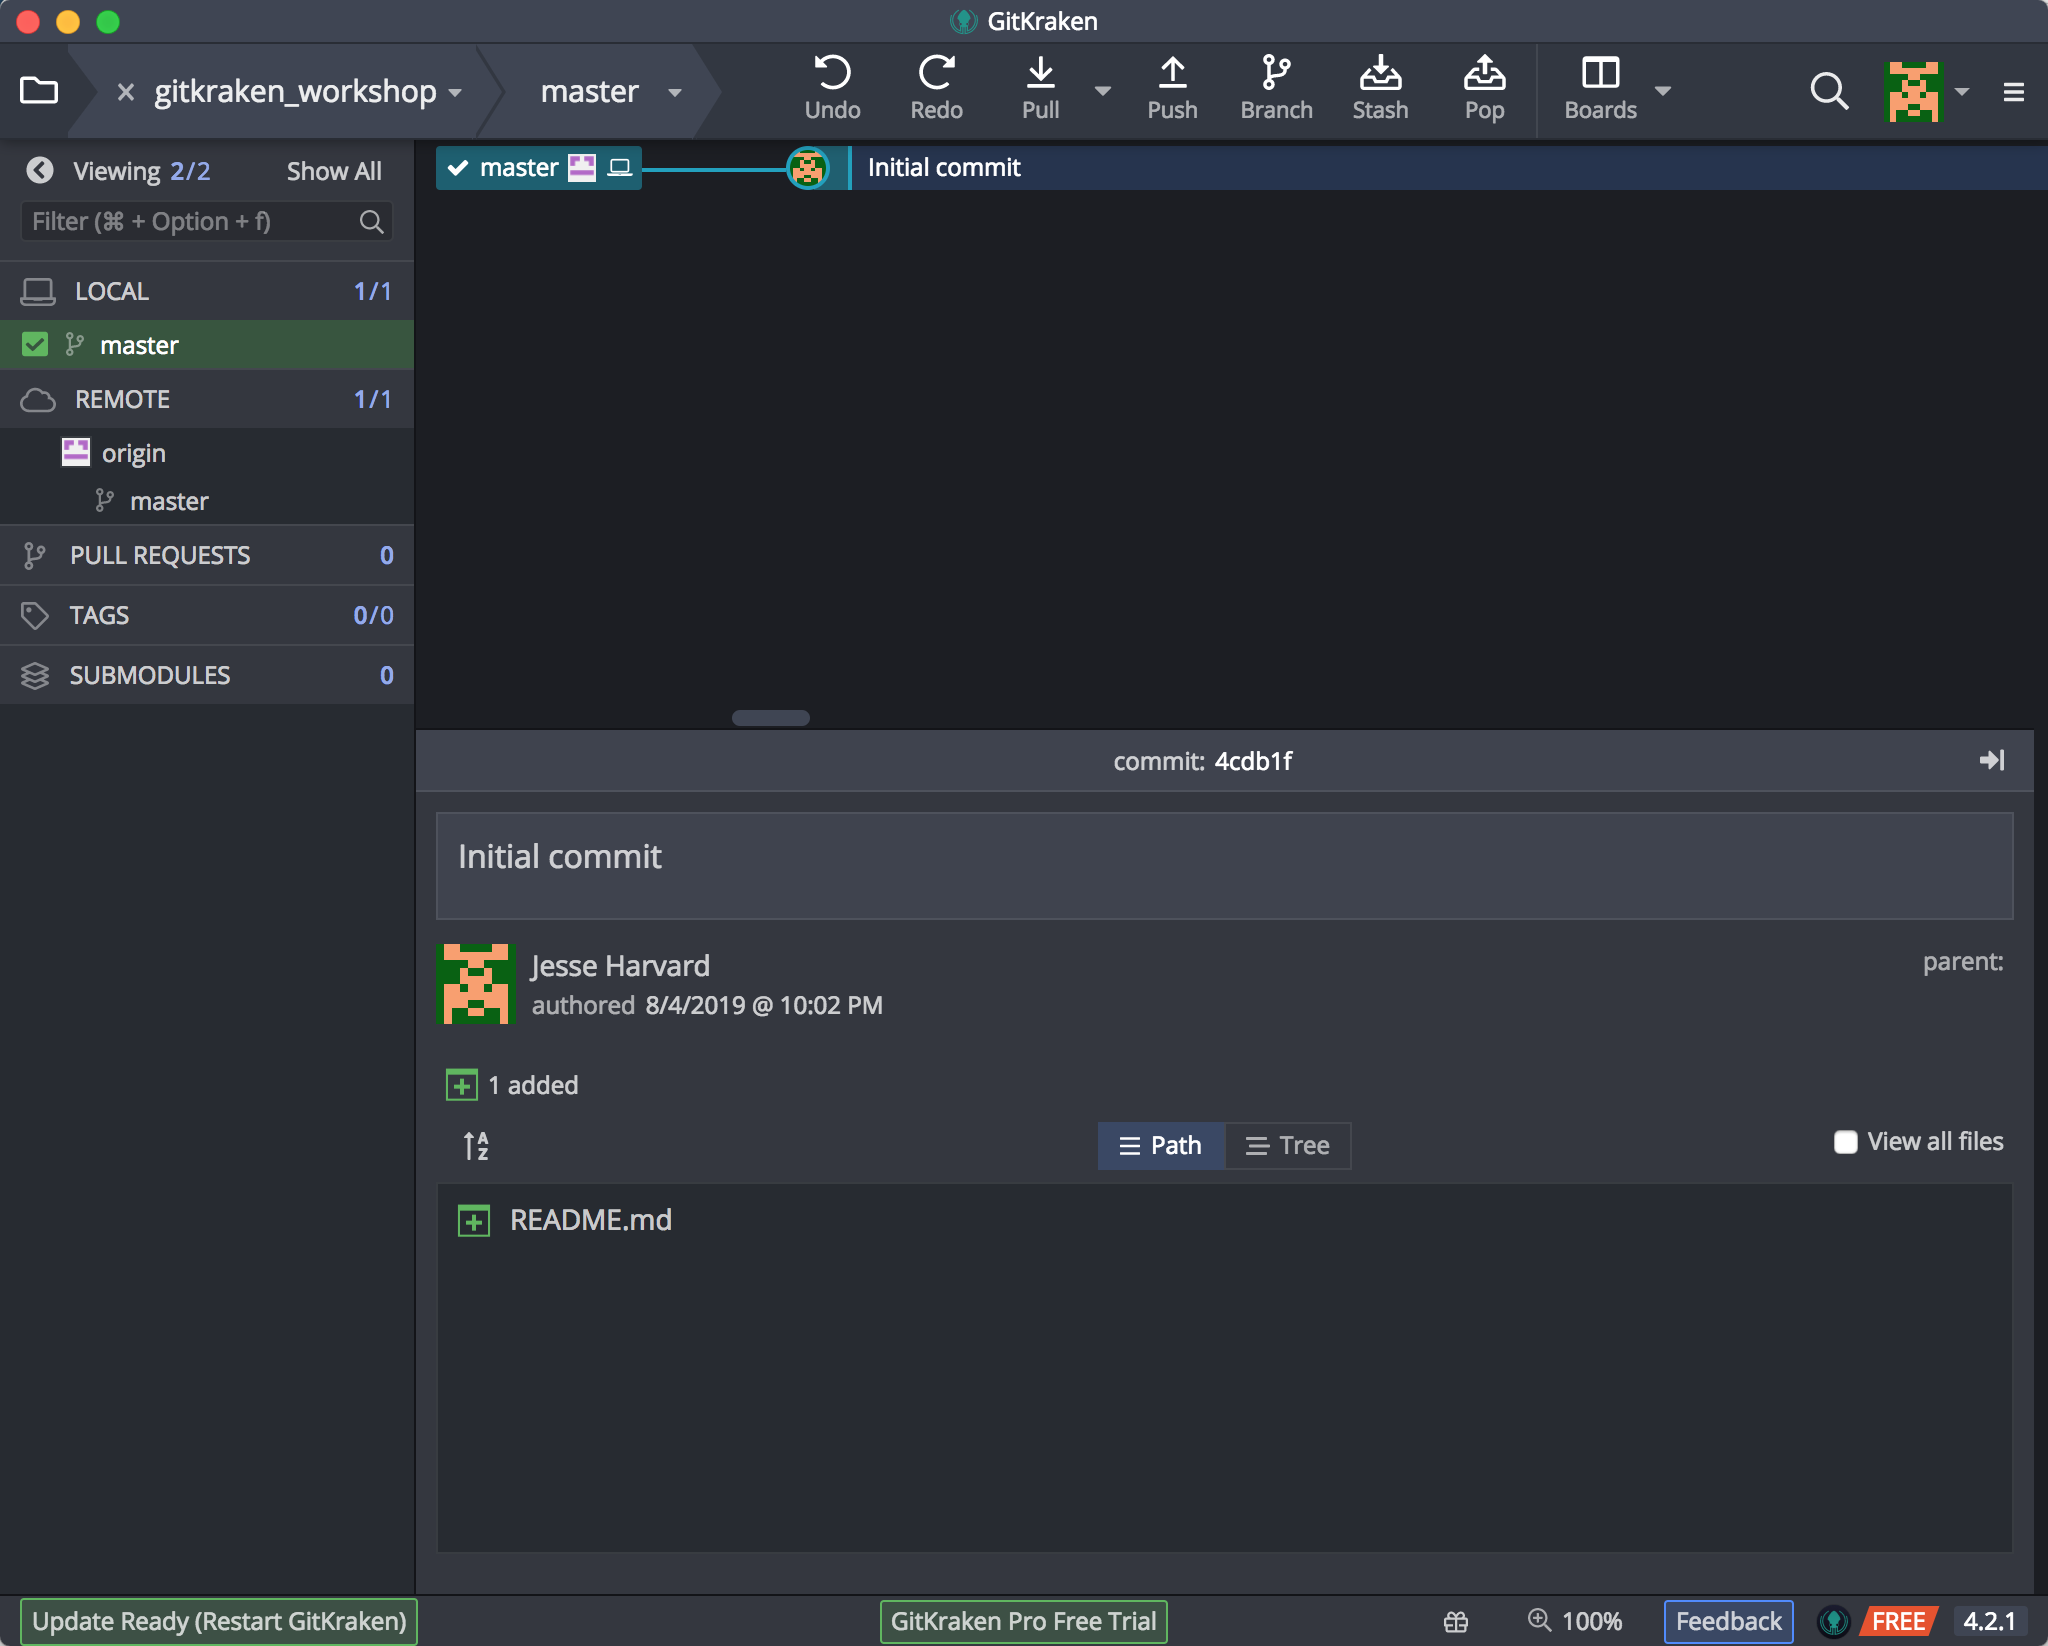 GitKraken
gitkraken_workshop
master
Undo
Redo
Pull
Push
Branch
Stash
Pop
Boards
Viewing 2/2
Show All
master
Initial commit
Filter (⌘ + Option + f)
LOCAL 1/1
master
REMOTE 1/1
origin
master
PULL REQUESTS 0
TAGS 0/0
SUBMODULES 0
commit: 4cdb1f
Initial commit
Jesse Harvard
parent:
authored 8/4/2019 @ 10:02 PM
1 added
A
Z
Path
Tree
View all files
README.md
Update Ready (Restart GitKraken)
GitKraken Pro Free Trial
100%
Feedback
FREE
4.2.1